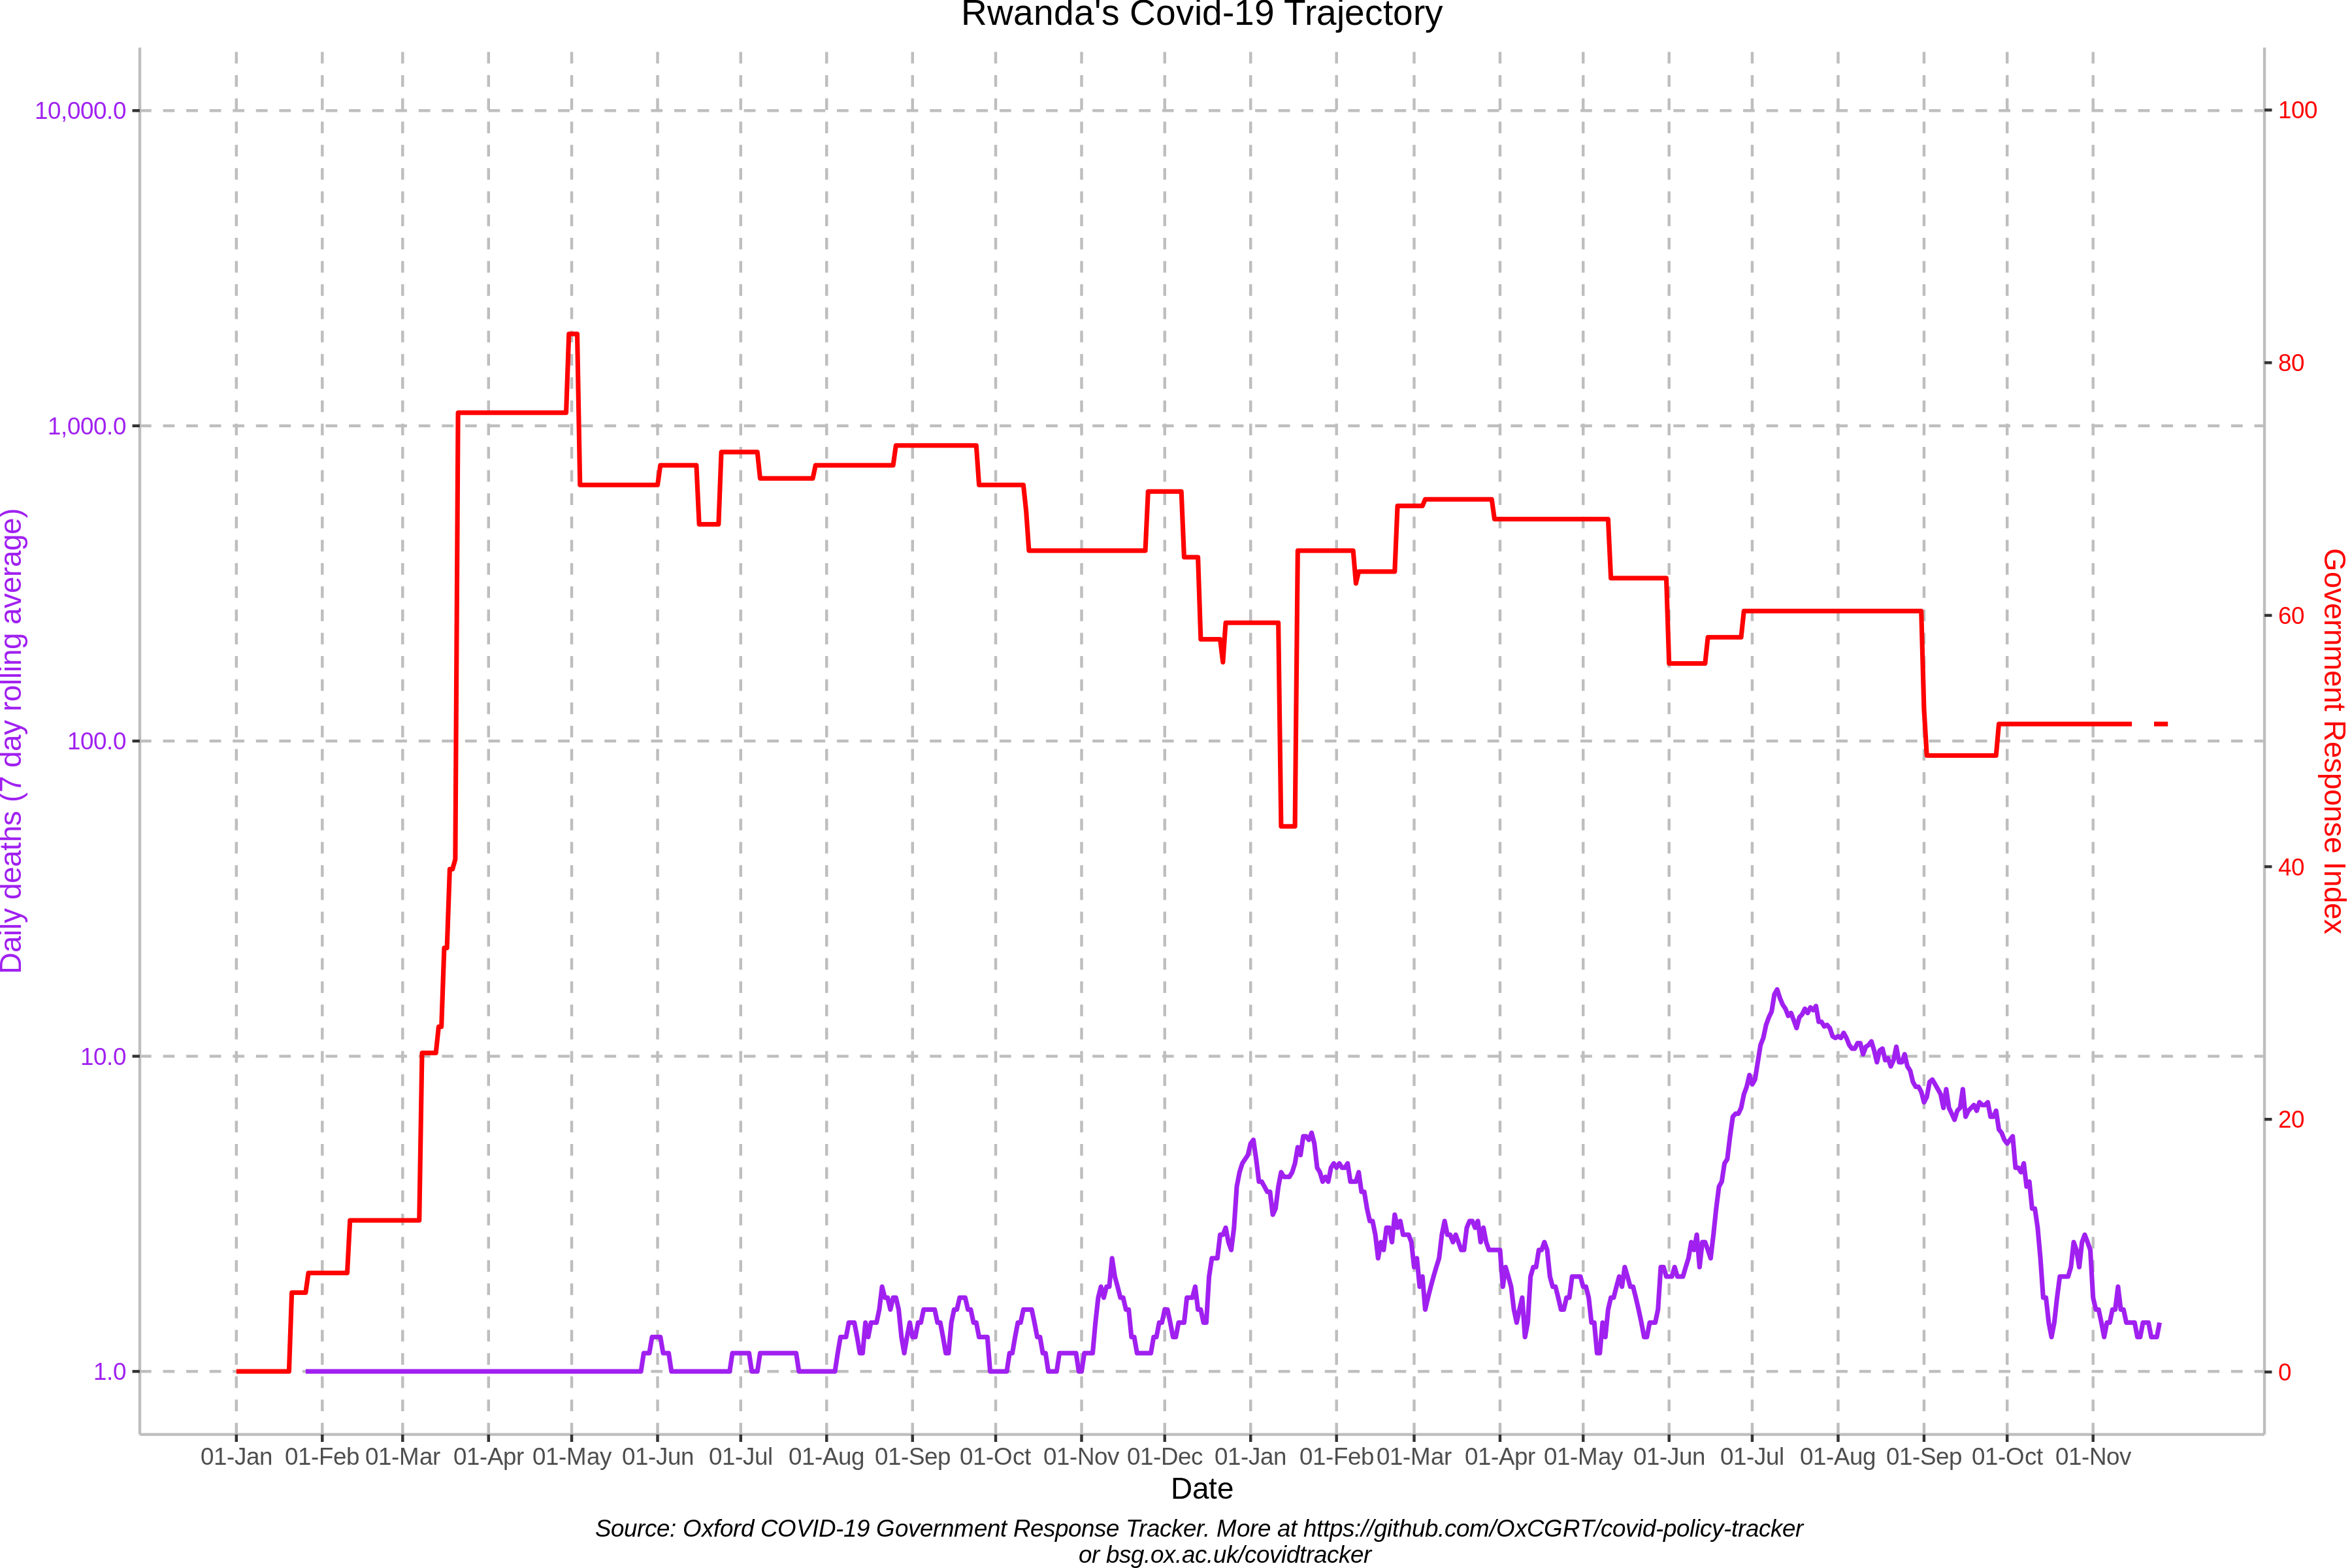 Rwanda's Covid-19 Trajectory
10,000.0
1,000.0
100.0
10.0
1.0
Daily deaths (7 day rolling average)
100
80
60
40
20
0
Government Response Index
01-Jan 01-Feb 01-Mar 01-Apr 01-May 01-Jun 01-Jul 01-Aug 01-Sep 01-Oct 01-Nov 01-Dec 01-Jan 01-Feb 01-Mar 01-Apr 01-May 01-Jun 01-Jul 01-Aug 01-Sep 01-Oct 01-Nov
Date
Source: Oxford COVID-19 Government Response Tracker. More at https://github.com/OxCGRT/covid-policy-tracker
or bsg.ox.ac.uk/covidtracker